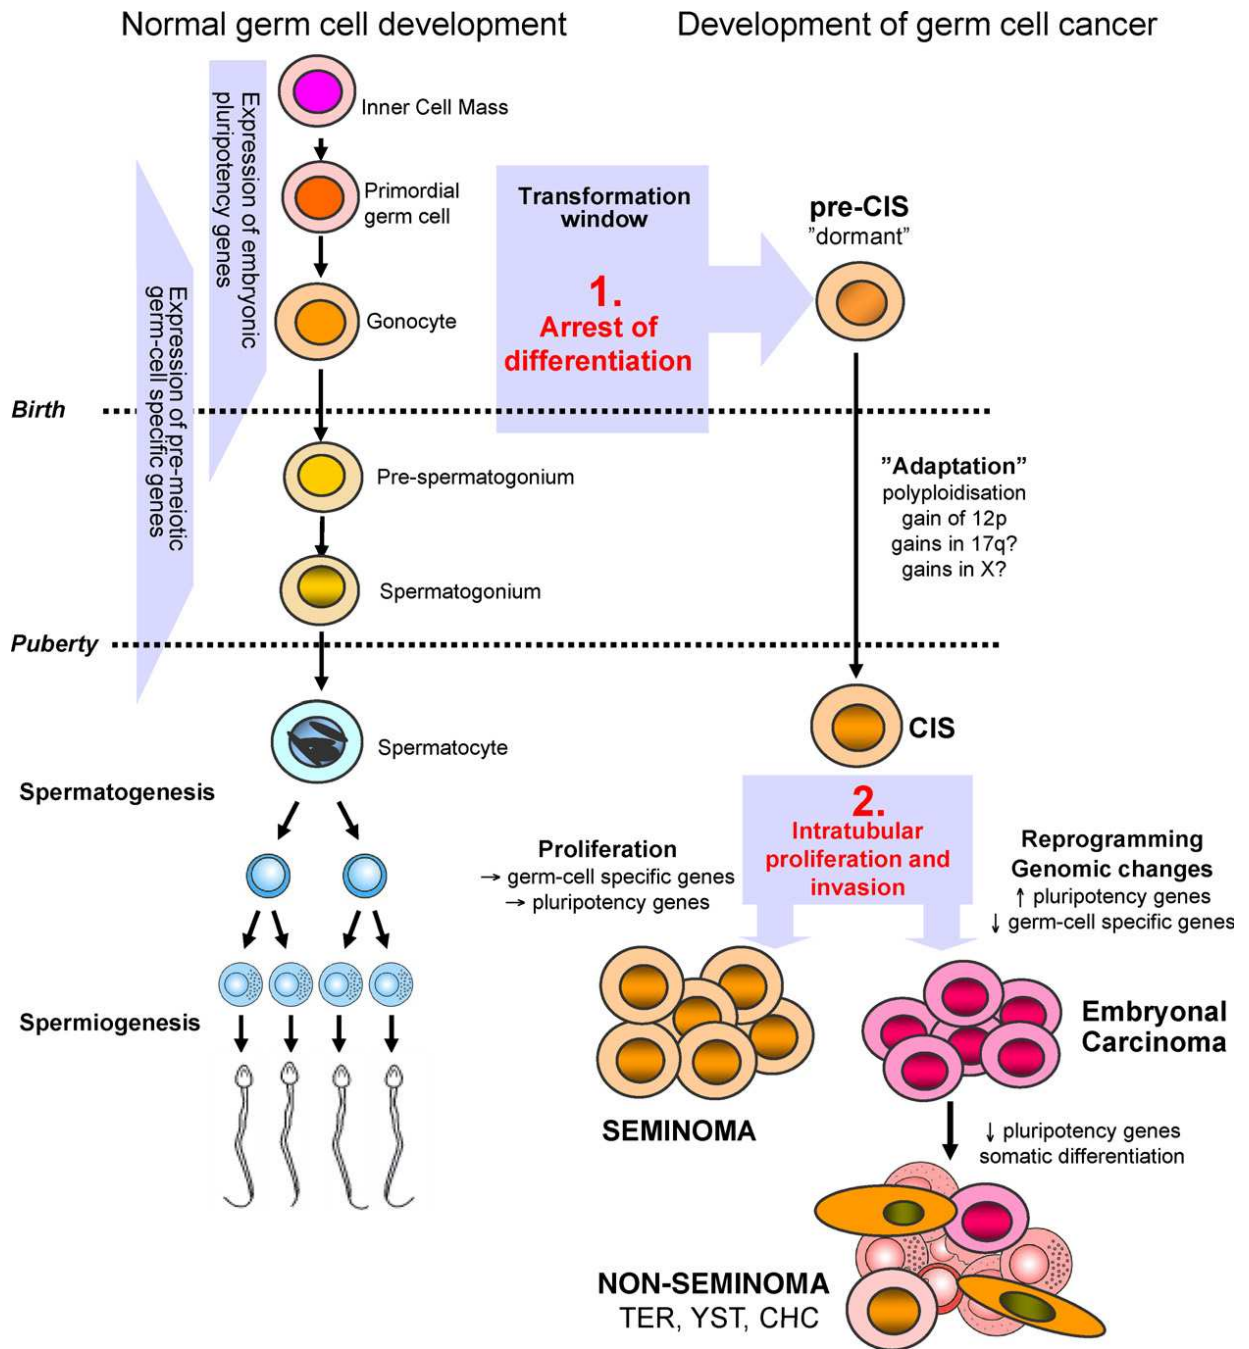 Normal germ cell development
Development of germ cell cancer
Expression of embryonic
pluripotency genes
Expression of pre-meiotic
germ-cell specific genes
Inner Cell Mass
Primordial
germ cell
Gonocyte
Transformation
window
1.
Arrest of
differentiation
pre-CIS
"dormant"
Birth
Pre-spermatogonium
Spermatogonium
"Adaptation"
polyploidisation
gain of 12p
gains in 17q?
gains in X?
Puberty
Spermatocyte
CIS
Spermatogenesis
2.
Intratubular
proliferation and
invasion
Proliferation
→ germ-cell specific genes
→ pluripotency genes
Reprogramming
Genomic changes
↑ pluripotency genes
↓ germ-cell specific genes
Spermiogenesis
SEMINOMA
Embryonal
Carcinoma
↓ pluripotency genes
somatic differentiation
NON-SEMINOMA
TER, YST, CHC